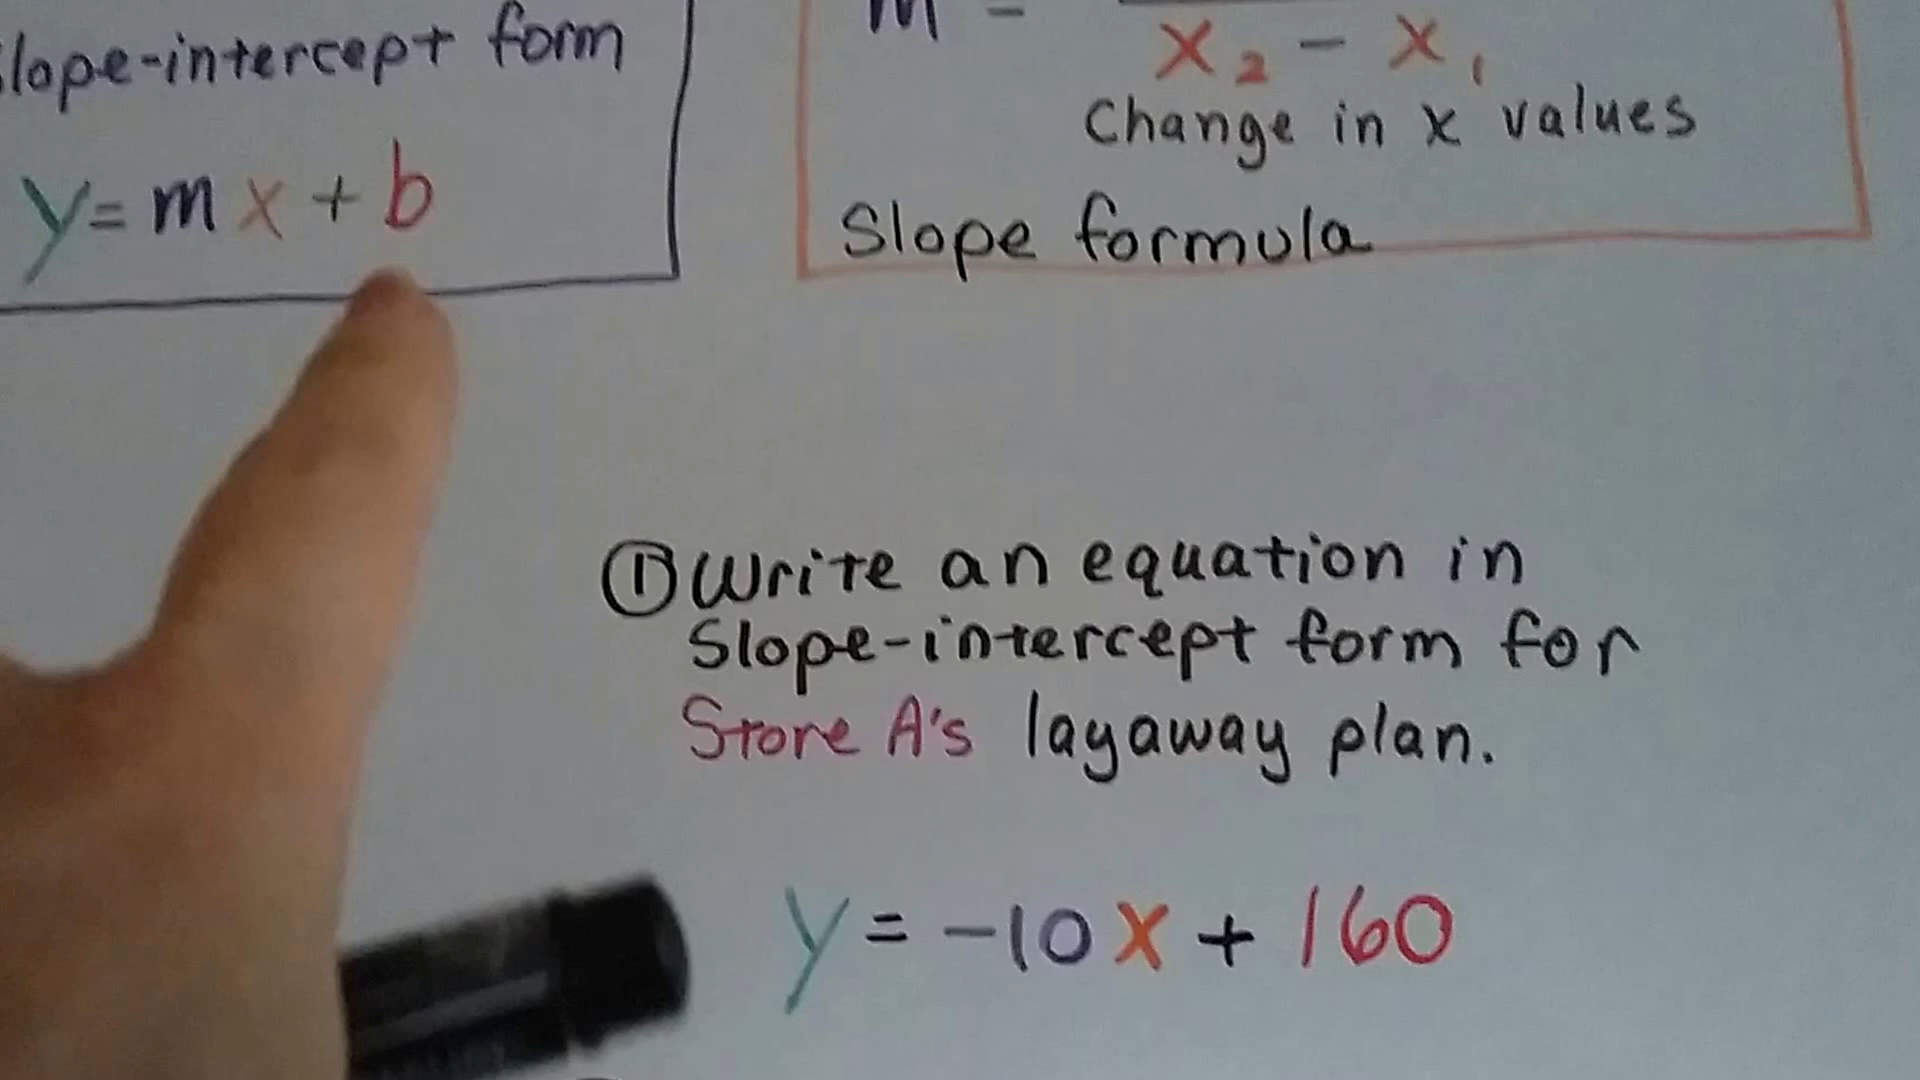 slope-intercept form
y = mx + b
m =
x₂ - x₁
Change in x values
Slope formula
① Write an equation in
Slope-intercept form for
Store A's layaway plan.
y = -10x + 160